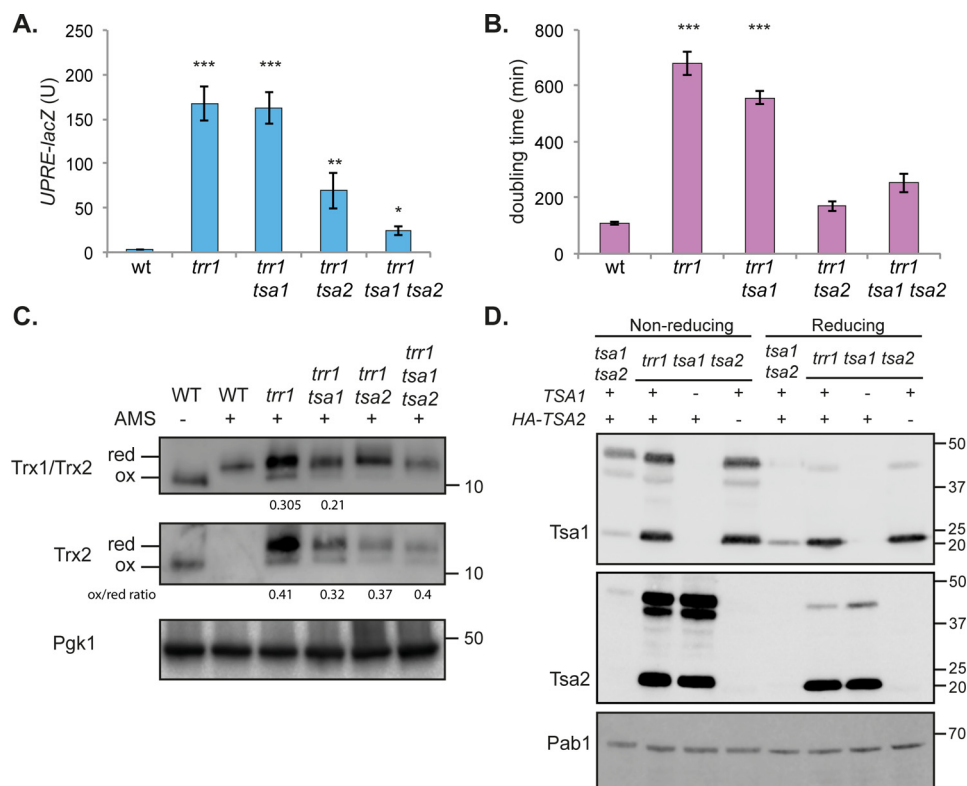 A.
UPRE-lacZ (U)
250
200
150
100
50
0
***
***
**
*
wt
trr1
trr1 tsa1
trr1 tsa2
trr1 tsa1 tsa2
B.
doubling time (min)
800
600
400
200
0
***
***
wt
trr1
trr1 tsa1
trr1 tsa2
trr1 tsa1 tsa2
C.
WT
WT
trr1
trr1 tsa1
trr1 tsa2
trr1 tsa1 tsa2
AMS - + + + + +
Trx1/Trx2
red
ox
10
0.305 0.21
Trx2
red
ox
10
ox/red ratio 0.41 0.32 0.37 0.4
Pgk1
50
D.
Non-reducing Reducing
tsa1 tsa2
trr1 tsa1 tsa2
tsa1 tsa2
trr1 tsa1 tsa2
TSA1 + + - + + + - +
HA-TSA2 + + + - + + + -
Tsa1
50
37
25
20
Tsa2
50
37
25
20
Pab1
70